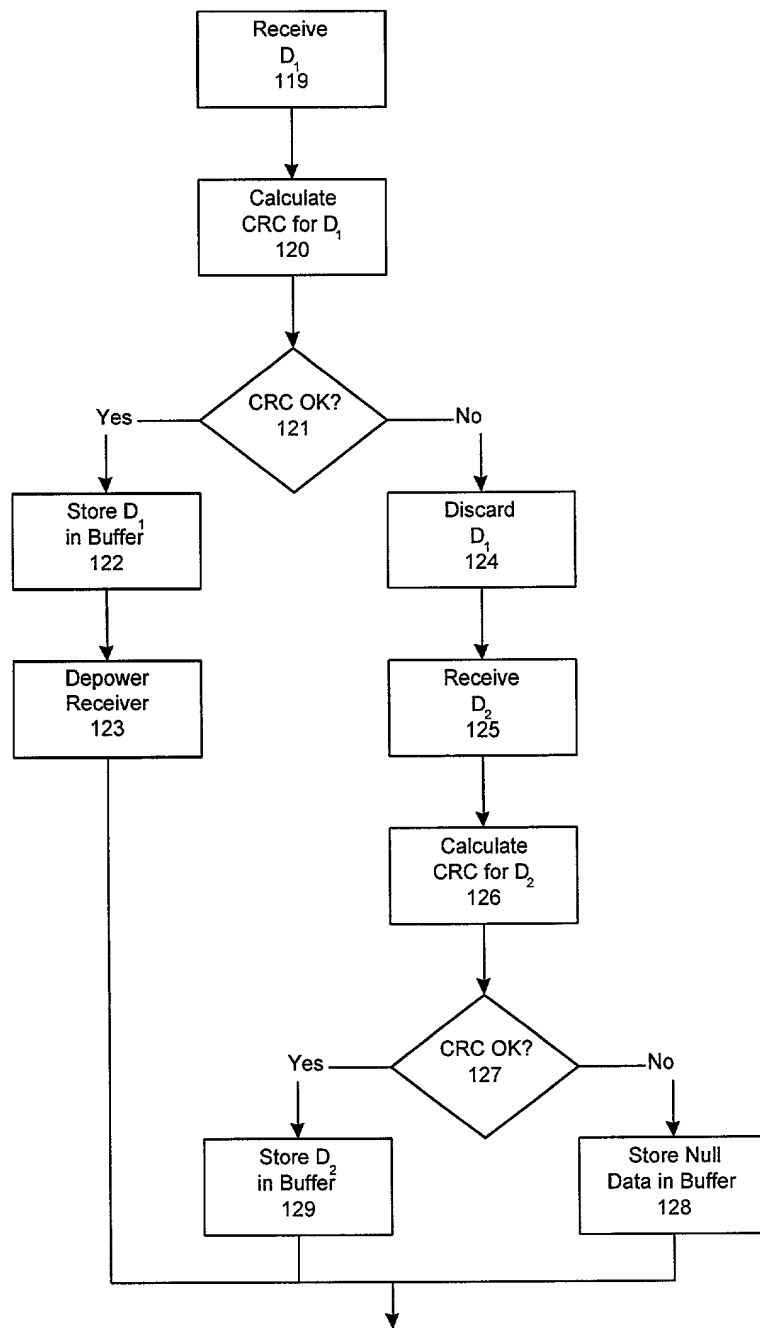 Receive
D₁
119
Calculate
CRC for D₁
120
CRC OK?
121
Yes
No
Store D₁
in Buffer
122
Discard
D₁
124
Depower
Receiver
123
Receive
D₂
125
Calculate
CRC for D₂
126
CRC OK?
127
Yes
No
Store D₂
in Buffer
129
Store Null
Data in Buffer
128